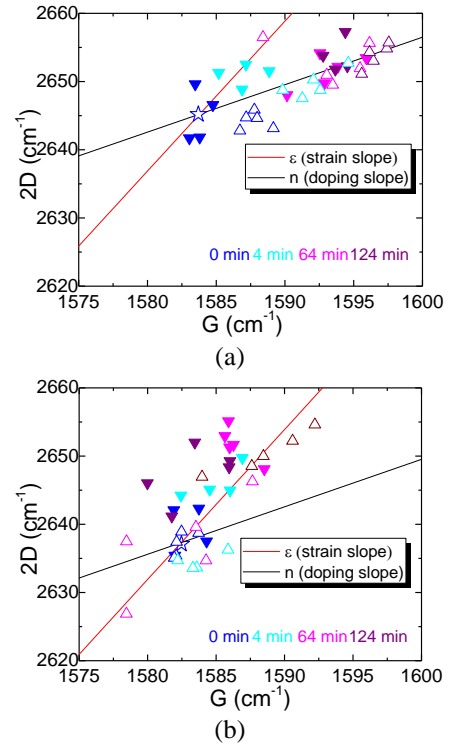 2660
2650
2640
2630
2620
2D (cm-1)
ε (strain slope)
n (doping slope)
0 min 4 min 64 min 124 min
1575 1580 1585 1590 1595 1600
G (cm-1)
(a)
2660
2650
2640
2630
2620
2D (cm-1)
ε (strain slope)
n (doping slope)
0 min 4 min 64 min 124 min
1575 1580 1585 1590 1595 1600
G (cm-1)
(b)